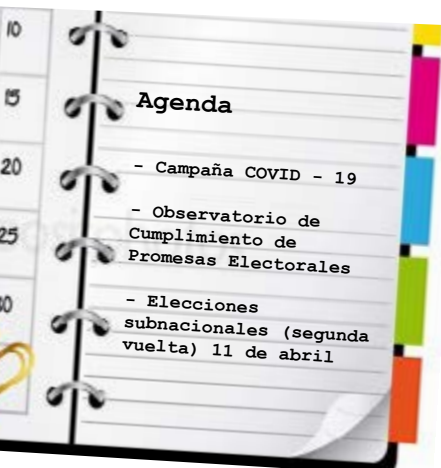 10
15
20
25
Agenda
- Campaña COVID - 19
- Observatorio de
Cumplimiento de
Promesas Electorales
- Elecciones
subnacionales (segunda
vuelta) 11 de abril